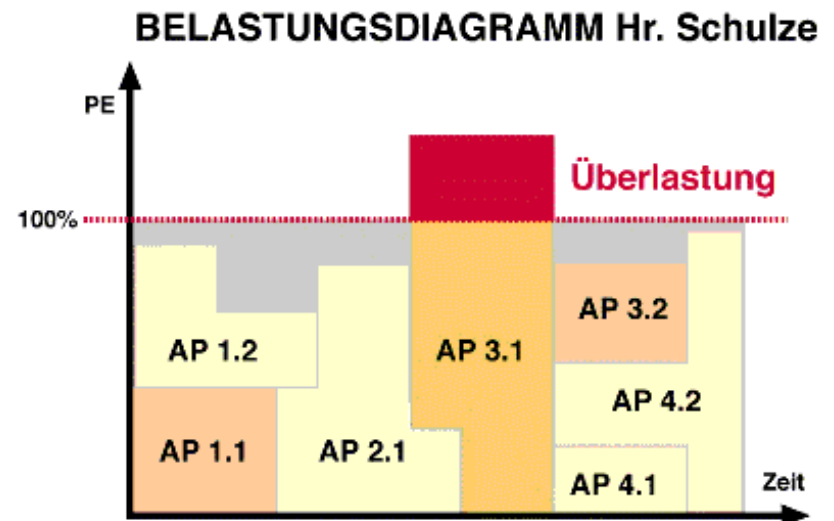 BELASTUNGSDIAGRAMM Hr. Schulze
PE
Überlastung
100%
AP 3.2
AP 1.2
AP 3.1
AP 4.2
AP 1.1
AP 2.1
AP 4.1
Zeit